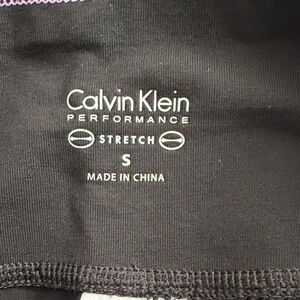 Calvin Klein
PERFORMANCE
STRETCH
S
MADE IN CHINA